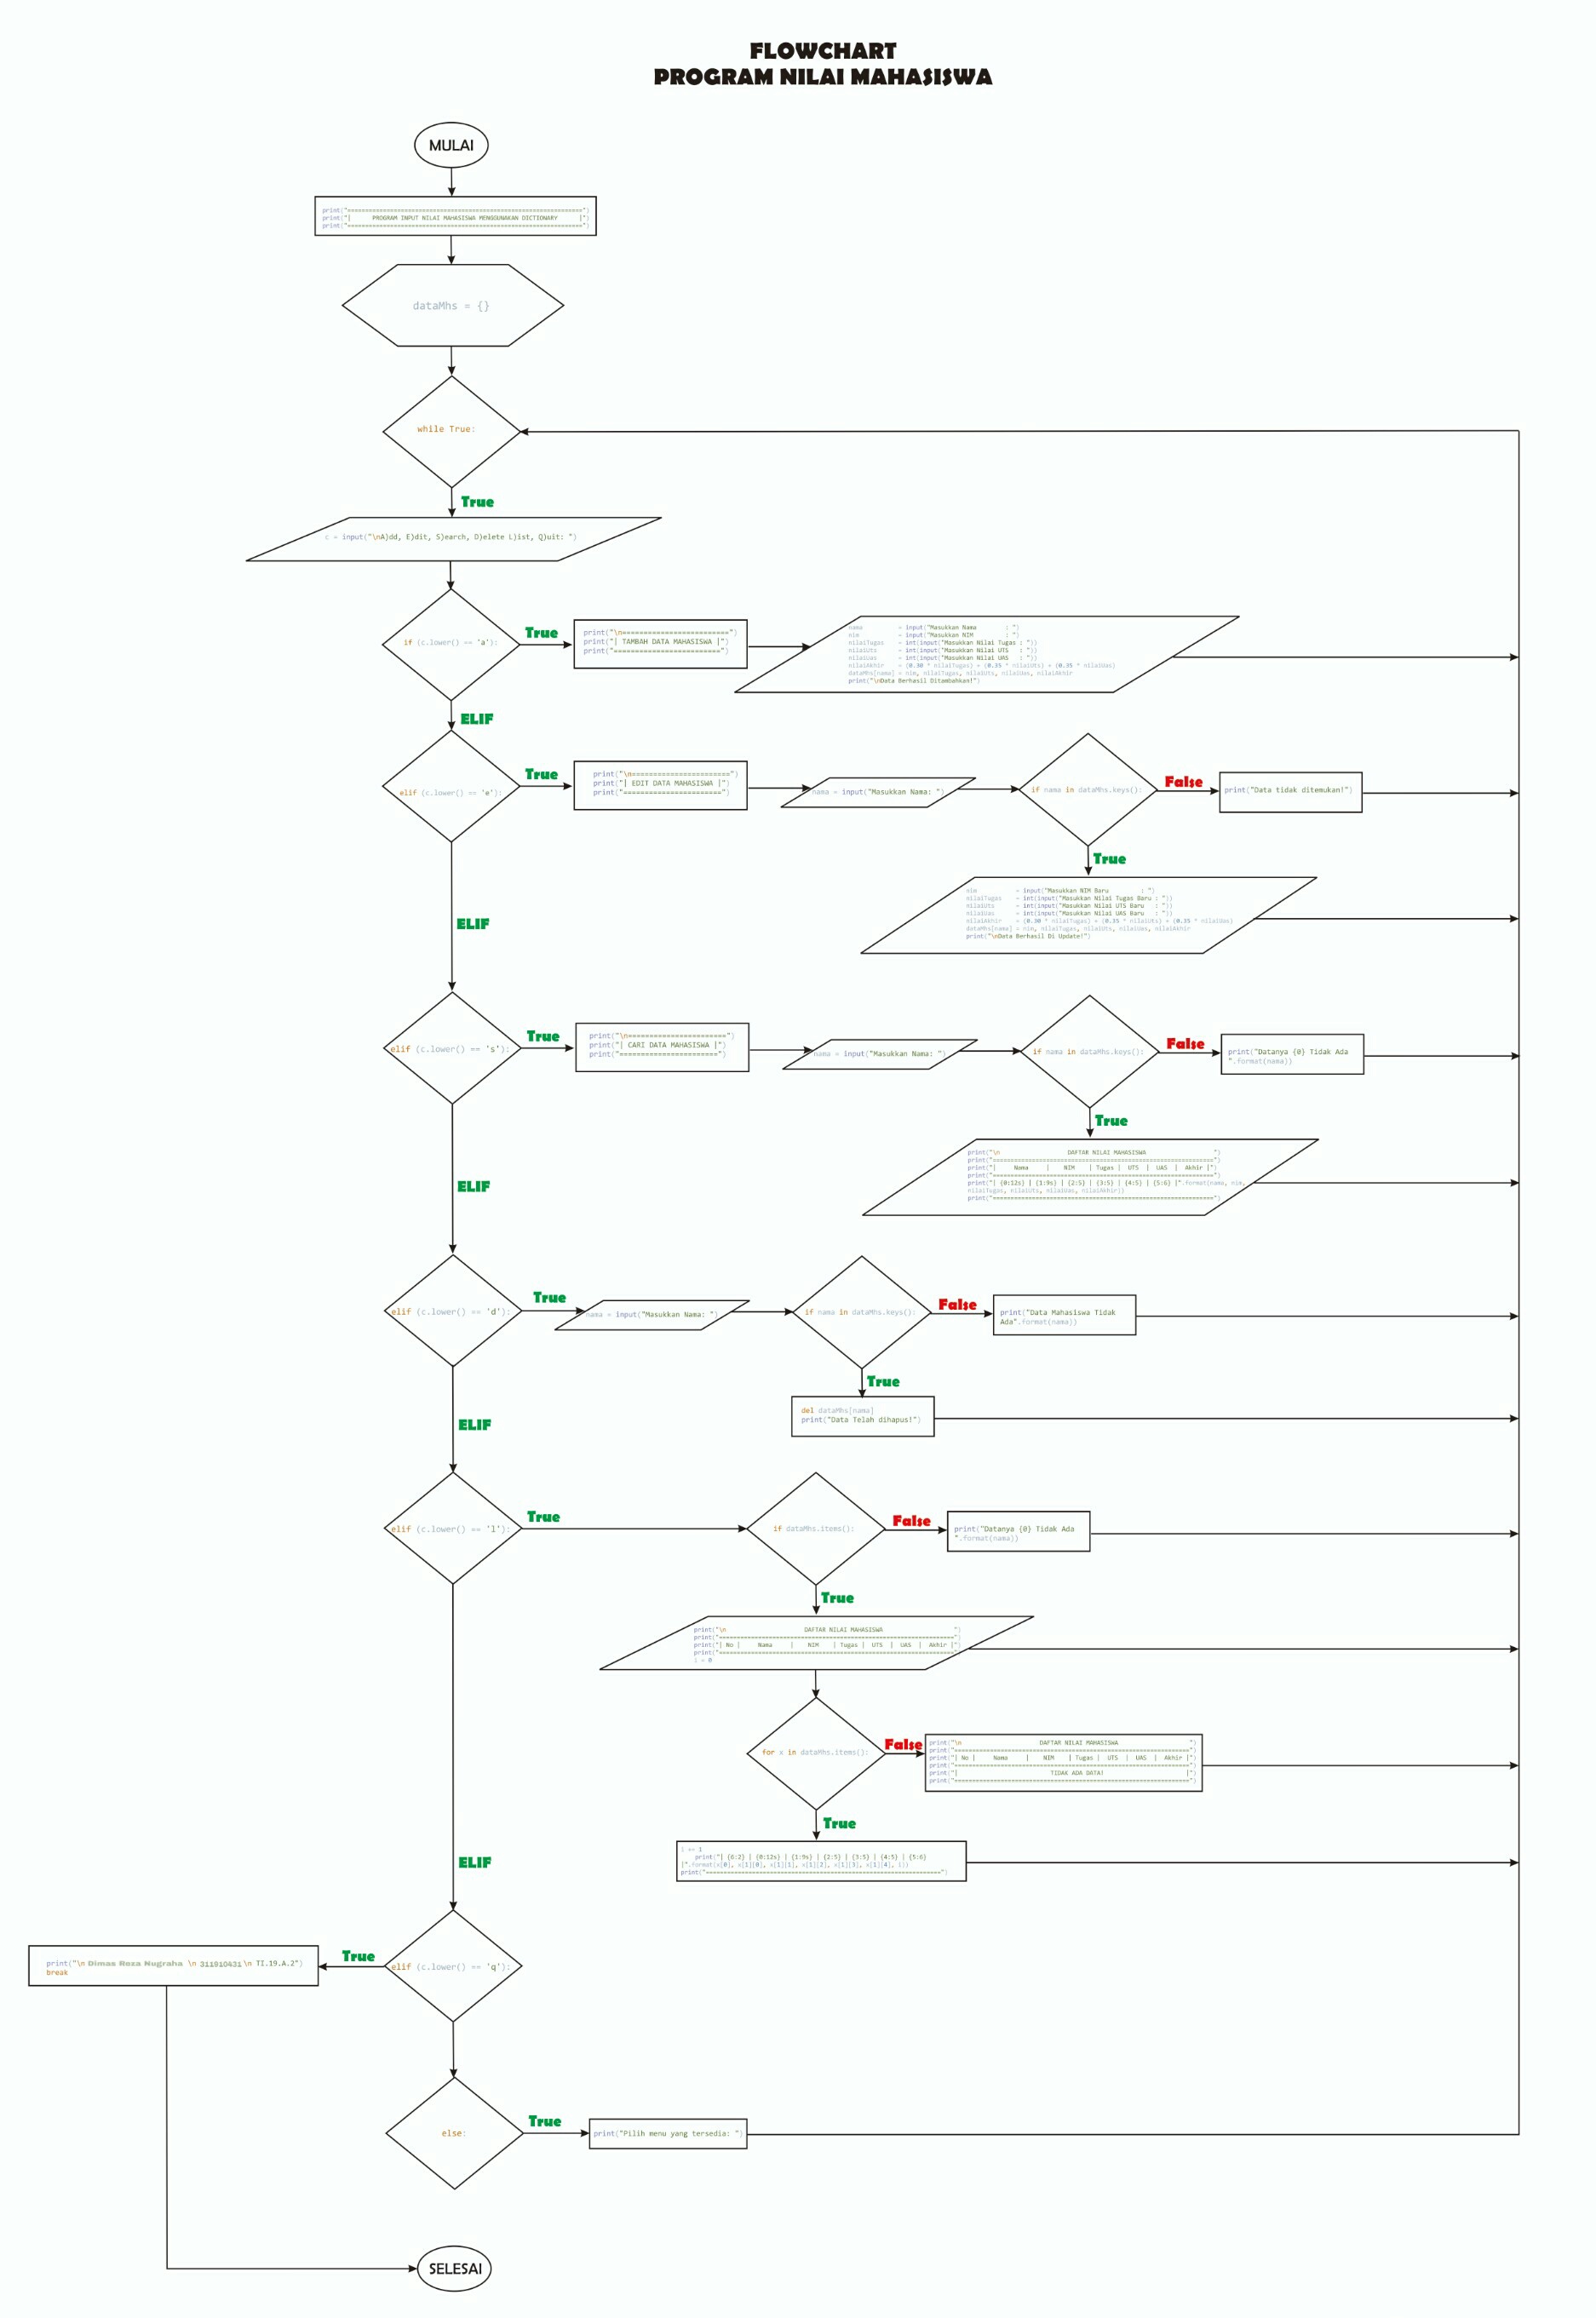 FLOWCHART
PROGRAM NILAI MAHASISWA
MULAI
print("==================================================================")
print("|      PROGRAM INPUT NILAI MAHASISWA MENGGUNAKAN DICTIONARY      |")
print("==================================================================")
dataMhs = {}
while True:
True
c = input("\nA)dd, E)dit, S)earch, D)elete L)ist, Q)uit: ")
if (c.lower() == 'a'):
True
print("\n=========================")
print("| TAMBAH DATA MAHASISWA |")
print("=========================")
nama          = input("Masukkan Nama        : ")
nim           = input("Masukkan NIM         : ")
nilaiTugas    = int(input("Masukkan Nilai Tugas : "))
nilaiUts      = int(input("Masukkan Nilai UTS   : "))
nilaiUas      = int(input("Masukkan Nilai UAS   : "))
nilaiAkhir    = (0.30 * nilaiTugas) + (0.35 * nilaiUts) + (0.35 * nilaiUas)
dataMhs[nama] = nim, nilaiTugas, nilaiUts, nilaiUas, nilaiAkhir
print("\nData Berhasil Ditambahkan!")
ELIF
elif (c.lower() == 'e'):
True
print("\n=======================")
print("| EDIT DATA MAHASISWA |")
print("=======================")
nama = input("Masukkan Nama: ")
if nama in dataMhs.keys():
False
print("Data tidak ditemukan!")
True
nim           = input("Masukkan NIM Baru         : ")
nilaiTugas    = int(input("Masukkan Nilai Tugas Baru : "))
nilaiUts      = int(input("Masukkan Nilai UTS Baru   : "))
nilaiUas      = int(input("Masukkan Nilai UAS Baru   : "))
nilaiAkhir    = (0.30 * nilaiTugas) + (0.35 * nilaiUts) + (0.35 * nilaiUas)
dataMhs[nama] = nim, nilaiTugas, nilaiUts, nilaiUas, nilaiAkhir
print("\nData Berhasil Di Update!")
ELIF
elif (c.lower() == 's'):
True
print("\n=======================")
print("| CARI DATA MAHASISWA |")
print("=======================")
nama = input("Masukkan Nama: ")
if nama in dataMhs.keys():
False
print("Datanya {0} Tidak Ada
".format(nama))
True
print("\n                   DAFTAR NILAI MAHASISWA                   ")
print("==============================================================")
print("|     Nama     |    NIM    | Tugas |  UTS  |  UAS  |  Akhir |")
print("==============================================================")
print("| {0:12s} | {1:9s} | {2:5} | {3:5} | {4:5} | {5:6} |".format(nama, nim,
nilaiTugas, nilaiUts, nilaiUas, nilaiAkhir))
print("==============================================================")
ELIF
elif (c.lower() == 'd'):
True
nama = input("Masukkan Nama: ")
if nama in dataMhs.keys():
False
print("Data Mahasiswa Tidak
Ada".format(nama))
True
del dataMhs[nama]
print("Data Telah dihapus!")
ELIF
elif (c.lower() == 'l'):
True
if dataMhs.items():
False
print("Datanya {0} Tidak Ada
".format(nama))
True
print("\n                      DAFTAR NILAI MAHASISWA                    ")
print("==================================================================")
print("| No |     Nama     |    NIM    | Tugas |  UTS  |  UAS  |  Akhir |")
print("==================================================================")
i = 0
for x in dataMhs.items():
False
print("\n                      DAFTAR NILAI MAHASISWA                    ")
print("==================================================================")
print("| No |     Nama     |    NIM    | Tugas |  UTS  |  UAS  |  Akhir |")
print("==================================================================")
print("|                          TIDAK ADA DATA!                       |")
print("==================================================================")
True
i += 1
print("| {6:2} | {0:12s} | {1:9s} | {2:5} | {3:5} | {4:5} | {5:6}
|".format(x[0], x[1][0], x[1][1], x[1][2], x[1][3], x[1][4], i))
print("==================================================================")
ELIF
elif (c.lower() == 'q'):
True
print("\n Dimas Reza Nugraha \n 311910431\n TI.19.A.2")
break
else:
True
print("Pilih menu yang tersedia: ")
SELESAI